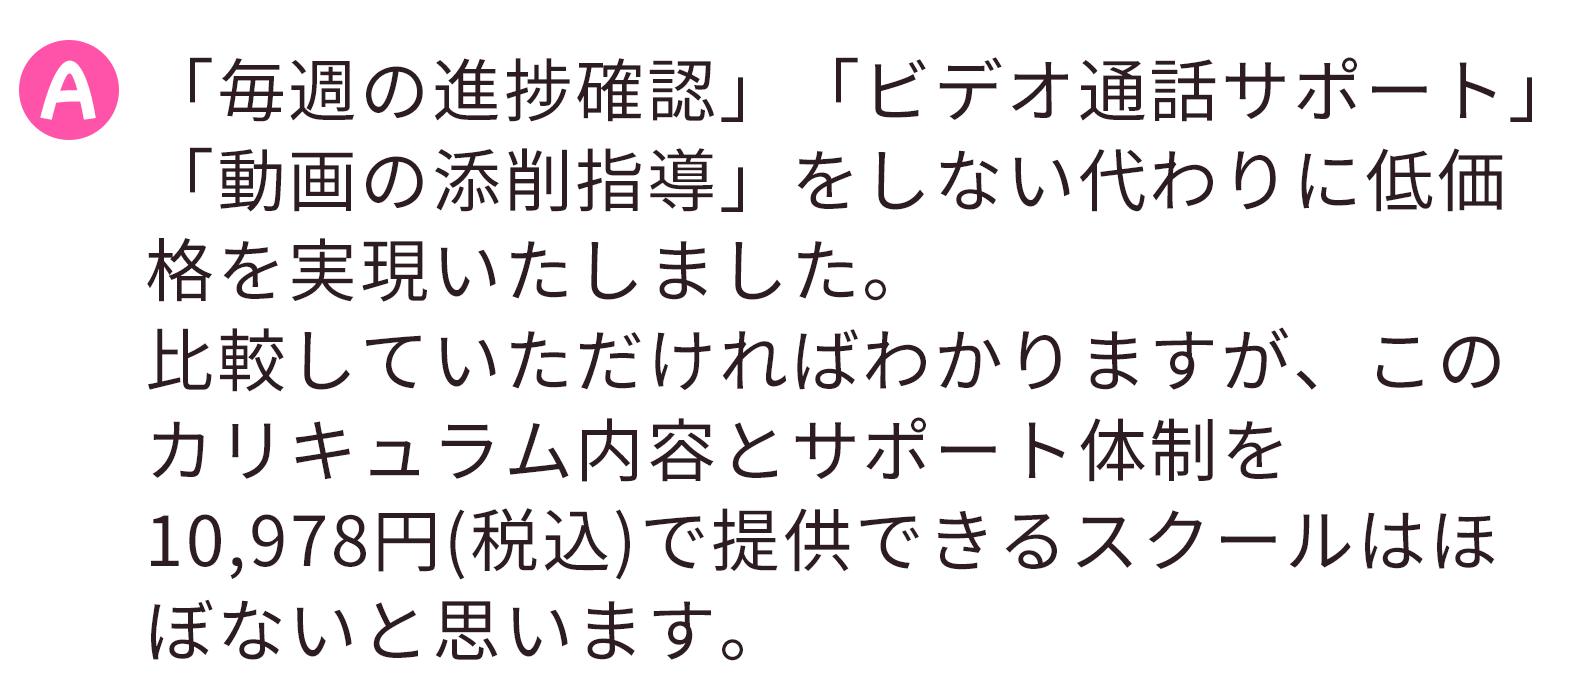 A 「毎週の進捗確認」「ビデオ通話サポート」
「動画の添削指導」をしない代わりに低価
格を実現いたしました。
比較していただければわかりますが、この
カリキュラム内容とサポート体制を
10,978円(税込)で提供できるスクールはほ
ぼないと思います。